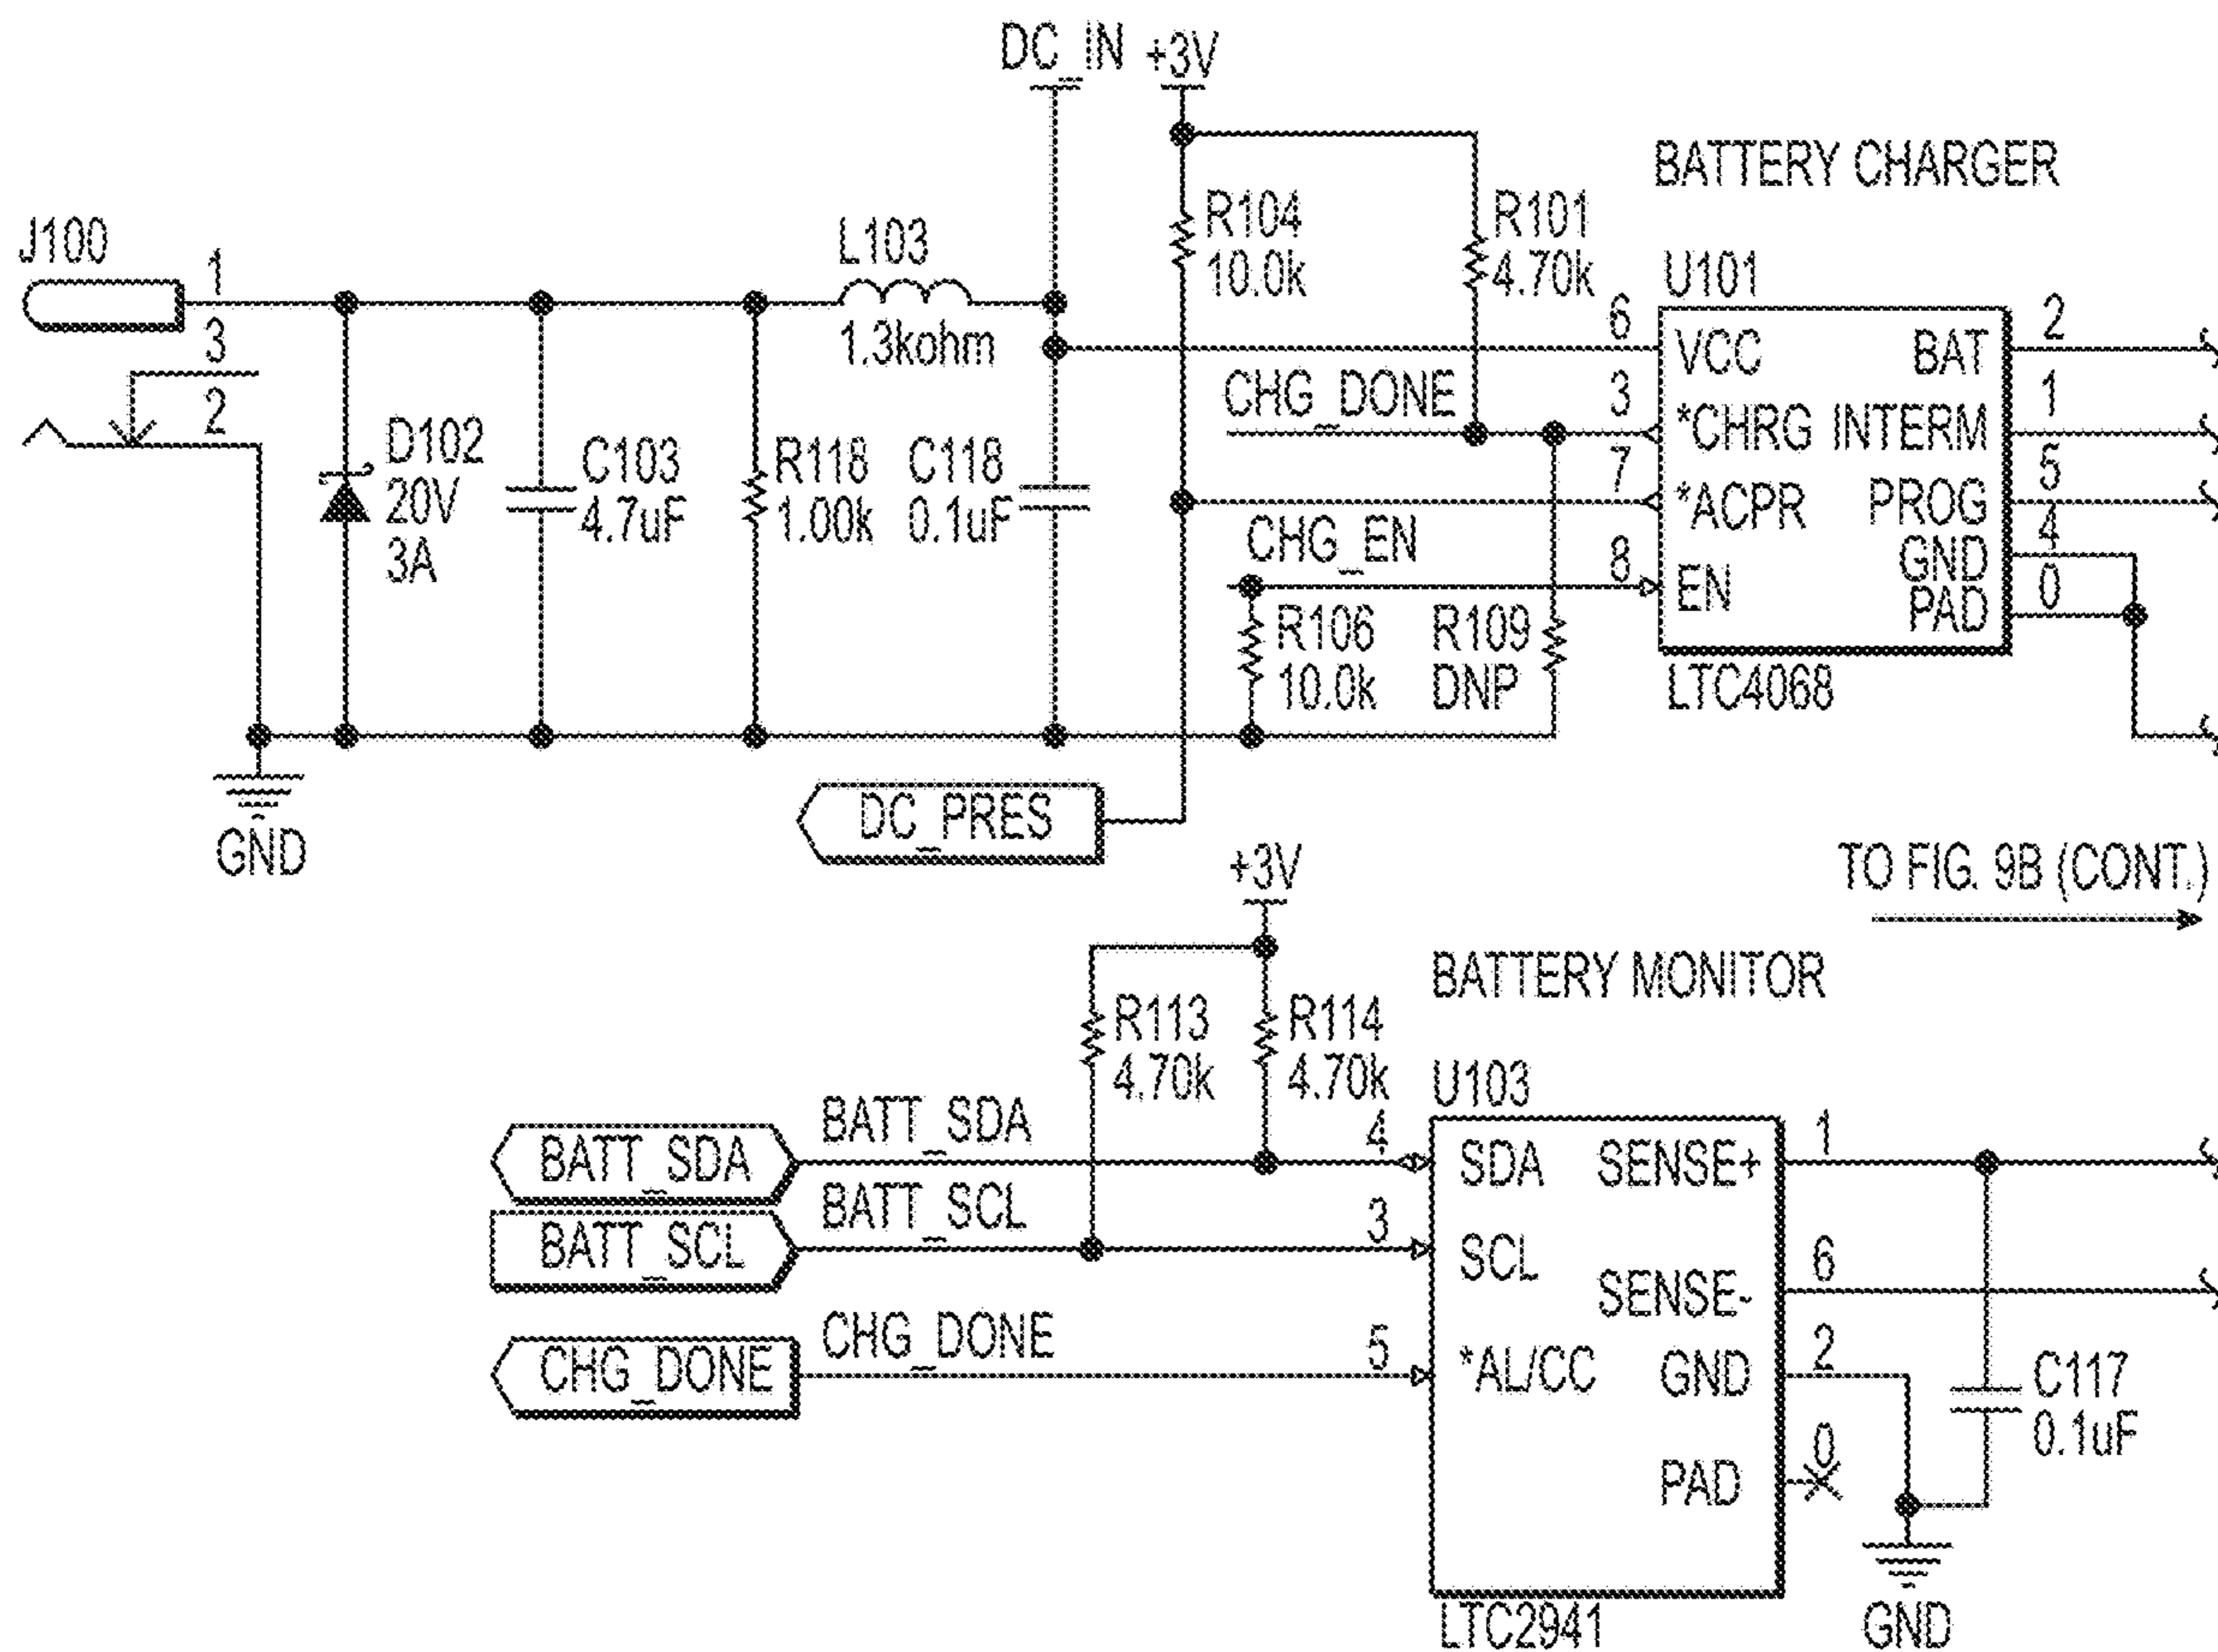 DC_IN
+3V
BATTERY CHARGER
J100
1
3
2
L103
1.3kohm
R104
10.0k
R101
4.70k
U101
6
VCC
BAT
2
CHG_DONE
3
*CHRG
INTERM
1
7
*ACPR
PROG
5
CHG_EN
8
EN
GND
4
PAD
0
D102
20V
3A
C103
4.7uF
R118
1.00k
C118
0.1uF
R106
10.0k
R109
DNP
LTC4068
GND
DC_PRES
TO FIG. 9B (CONT.)
+3V
BATTERY MONITOR
R113
4.70k
R114
4.70k
U103
BATT_SDA
BATT_SDA
4
SDA
SENSE+
1
BATT_SCL
BATT_SCL
3
SCL
SENSE-
6
CHG_DONE
CHG_DONE
5
*AL/CC
GND
2
C117
0.1uF
PAD
0
LTC2941
GND